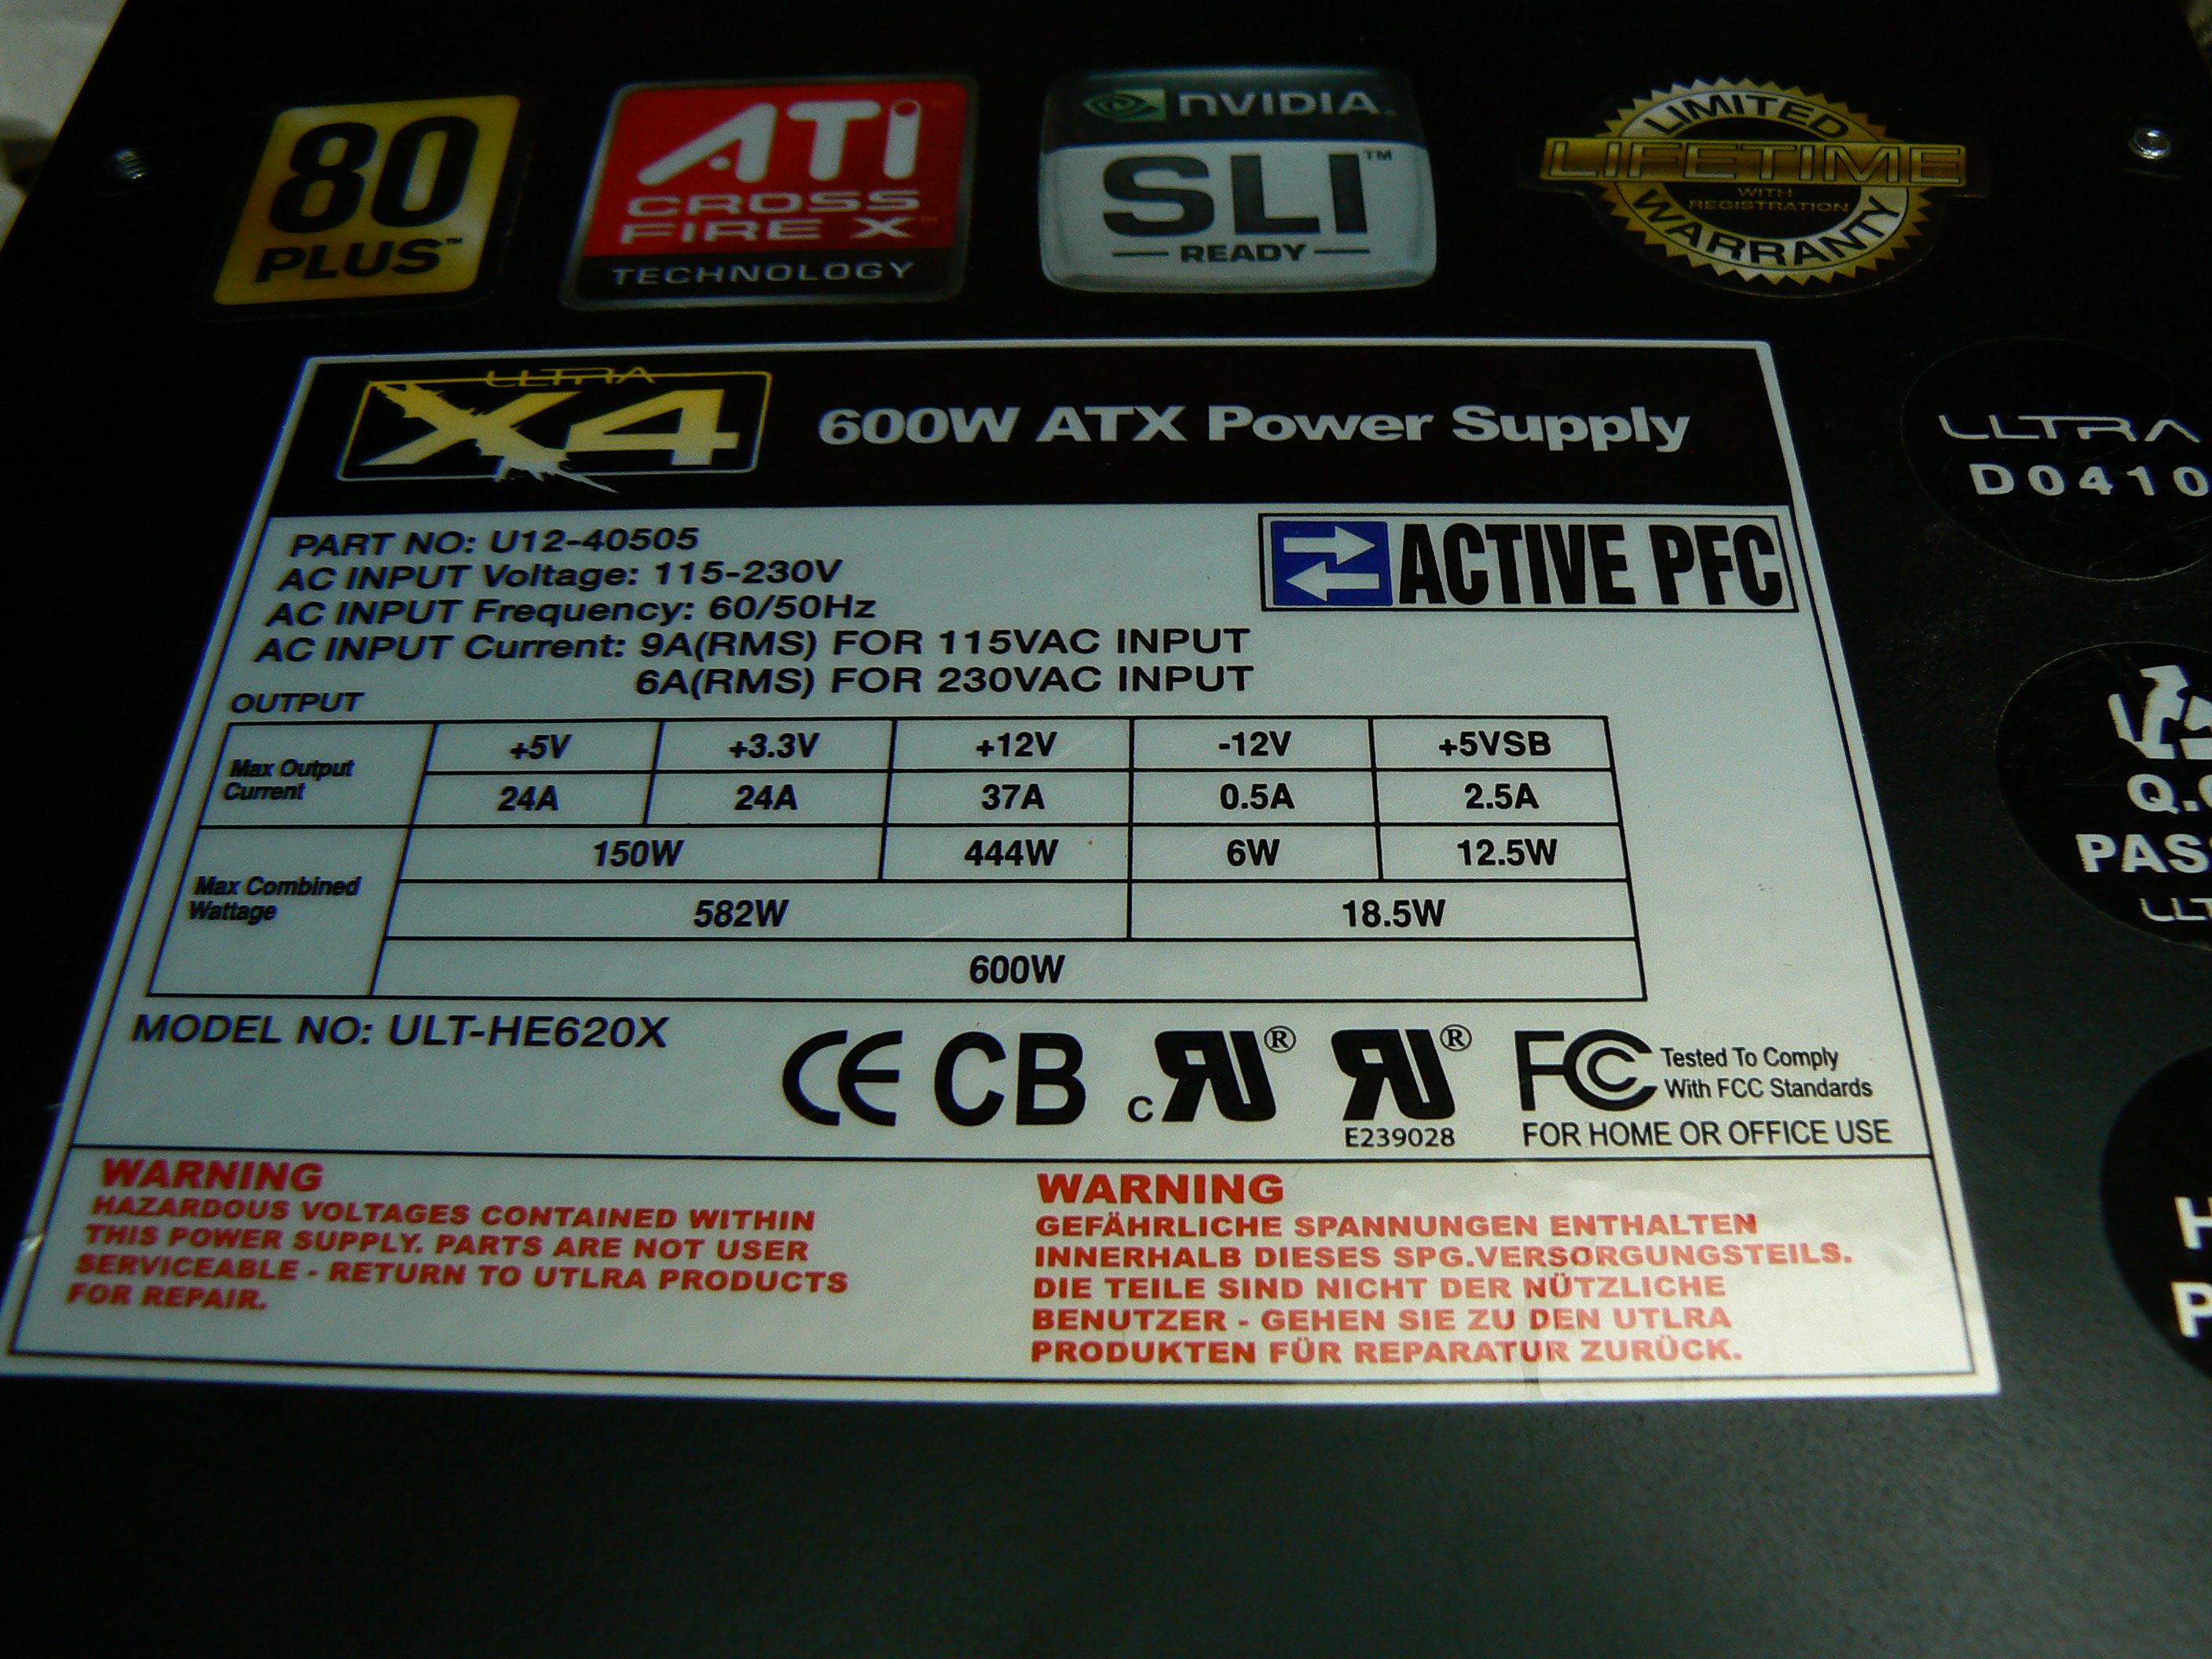 80
PLUS™
ATI™
CROSS
FIRE X™
TECHNOLOGY
NVIDIA.
SLI™
READY
LIMITED
LIFETIME
WITH
REGISTRATION
WARRANTY
ULTRA
X4
600W ATX Power Supply
ULTRA
D0410
PART NO: U12-40505
ACTIVE PFC
AC INPUT Voltage: 115-230V
AC INPUT Frequency: 60/50Hz
AC INPUT Current: 9A(RMS) FOR 115VAC INPUT
6A(RMS) FOR 230VAC INPUT
OUTPUT
Max Output
Current
+5V +3.3V +12V -12V +5VSB
24A 24A 37A 0.5A 2.5A
Max Combined
Wattage
150W 444W 6W 12.5W
582W 18.5W
600W
MODEL NO: ULT-HE620X
CE CB c RU® RU®
E239028
FCC Tested To Comply
With FCC Standards
FOR HOME OR OFFICE USE
WARNING
HAZARDOUS VOLTAGES CONTAINED WITHIN
THIS POWER SUPPLY. PARTS ARE NOT USER
SERVICEABLE - RETURN TO UTLRA PRODUCTS
FOR REPAIR.
WARNING
GEFÄHRLICHE SPANNUNGEN ENTHALTEN
INNERHALB DIESES SPG.VERSORGUNGSTEILS.
DIE TEILE SIND NICHT DER NÜTZLICHE
BENUTZER - GEHEN SIE ZU DEN UTLRA
PRODUKTEN FÜR REPARATUR ZURÜCK.